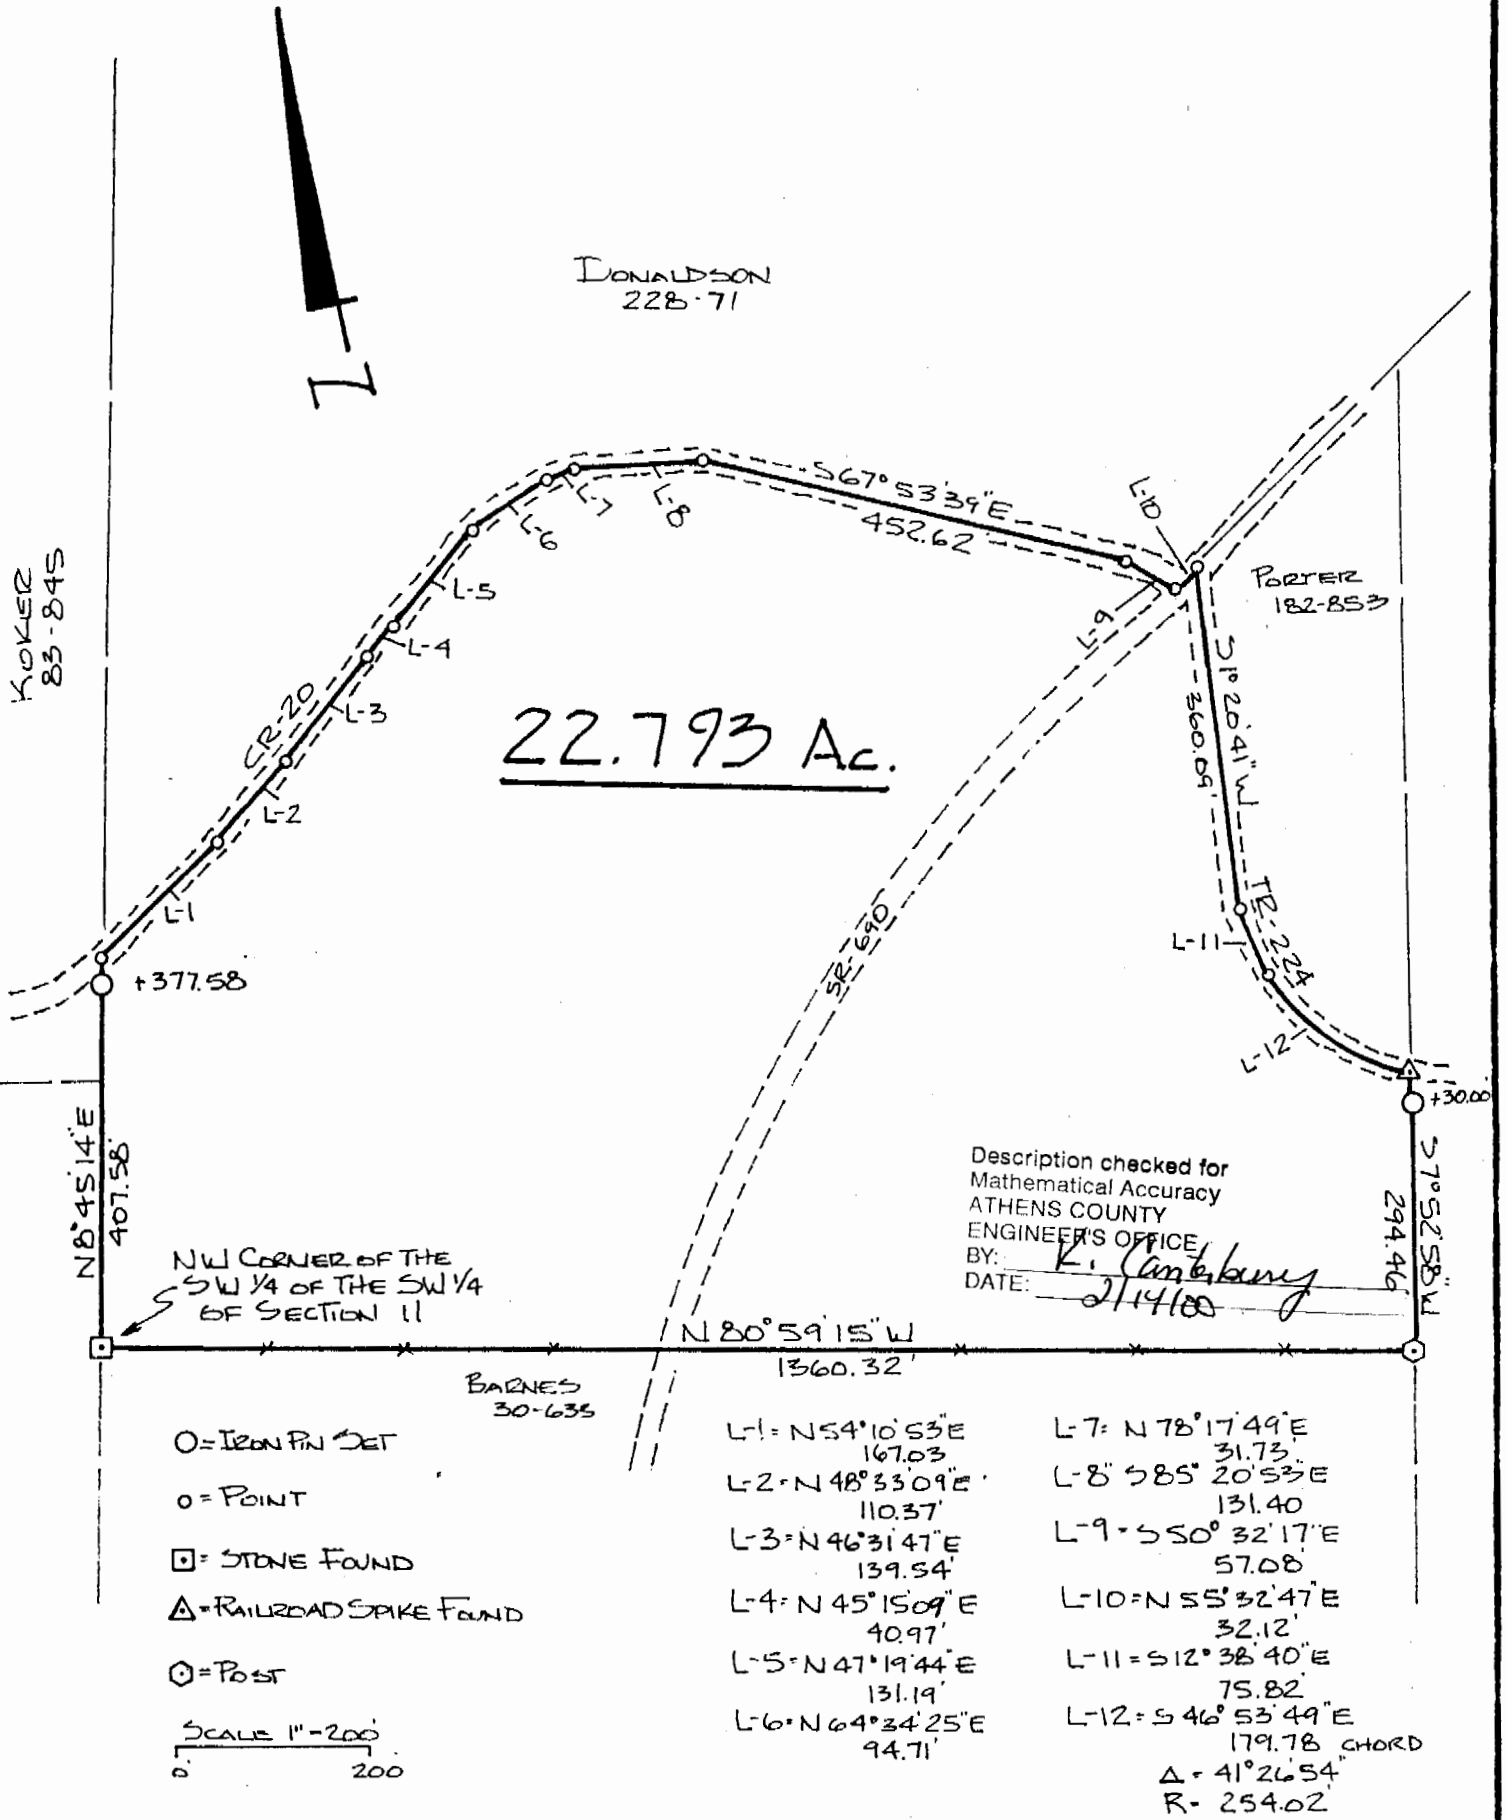 N
DONALDSON
228-71
KOKER
83-845
S67°53'39"E
452.62'
L-10
PORTER
182-853
L-9
L-8
L-7
L-6
L-5
L-4
L-3
CR-20
L-2
L-1
22.793 Ac.
S1°20'41"W
360.09'
TR-224
L-11
L-12
SR-690
+377.58
+30.00
N8°45'14"E
407.58'
S7°52'58"W
294.46'
NW CORNER OF THE
SW 1/4 OF THE SW 1/4
OF SECTION 11
Description checked for
Mathematical Accuracy
ATHENS COUNTY
ENGINEER'S OFFICE
BY: K. Canterbury
DATE: 2/14/00
N80°59'15"W
1360.32'
BARNES
30-635
O=IRON PIN SET
o = POINT
= STONE FOUND
=RAILROAD SPIKE FOUND
=POST
SCALE 1"=200'
0 200
L-1= N54°10'53"E
167.03
L-2= N48°33'09"E
110.37'
L-3= N46°31'47"E
139.54'
L-4= N45°15'09"E
40.97'
L-5= N47°19'44"E
131.19'
L-6= N64°34'25"E
94.71'
L-7= N78°17'49"E
31.73'
L-8= S85°20'53"E
131.40
L-9= S50°32'17"E
57.08'
L-10=N55°32'47"E
32.12'
L-11=S12°38'40"E
75.82'
L-12= S46°53'49"E
179.78 CHORD
Δ= 41°26'54"
R= 254.02'